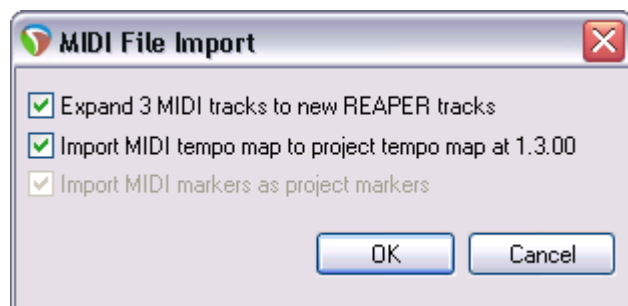 MIDI File Import
Expand 3 MIDI tracks to new REAPER tracks
Import MIDI tempo map to project tempo map at 1.3.00
Import MIDI markers as project markers
OK Cancel